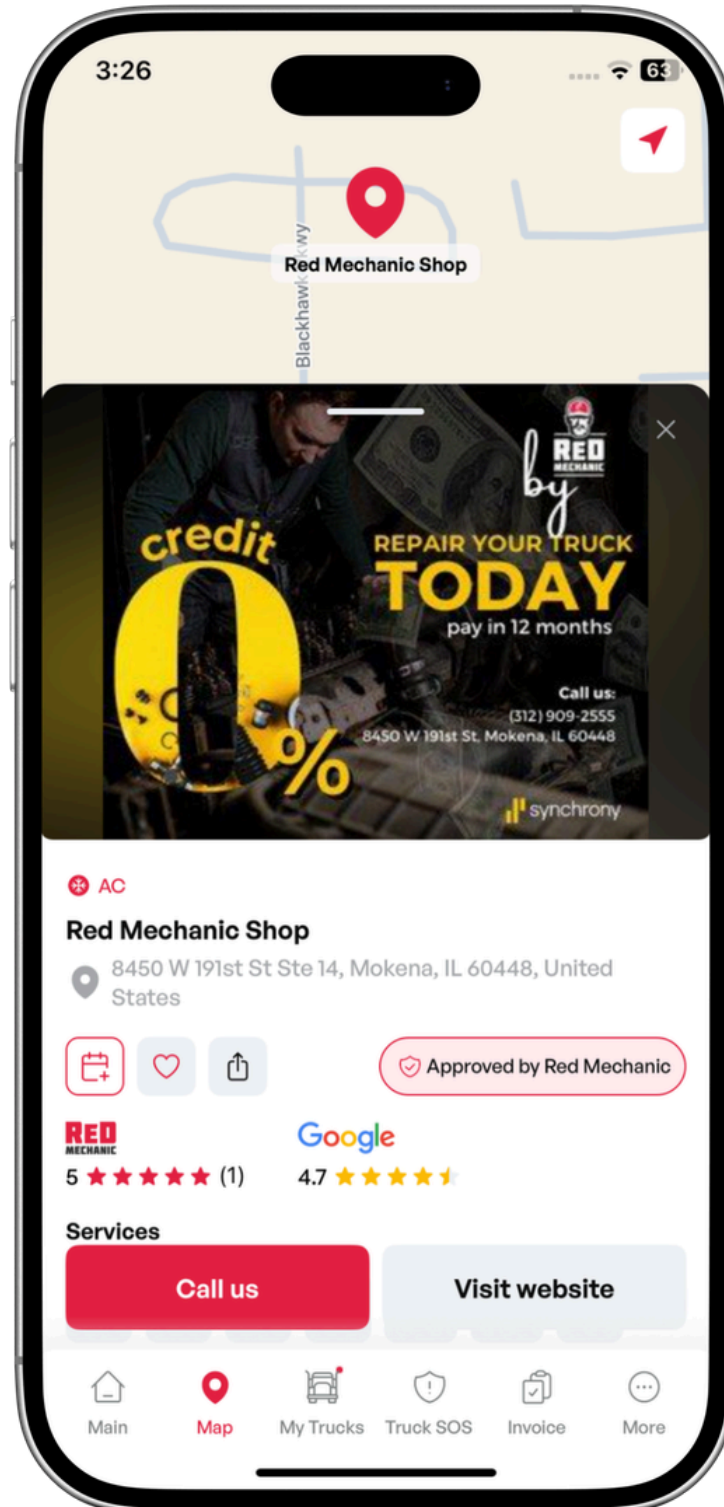 3:26
63
Red Mechanic Shop
Blackhawk Pkwy
by
RED
MECHANIC
credit
0%
REPAIR YOUR TRUCK
TODAY
pay in 12 months
Call us:
(312) 909-2555
8450 W 191st St, Mokena, IL 60448
synchrony
AC
Red Mechanic Shop
8450 W 191st St Ste 14, Mokena, IL 60448, United
States
Approved by Red Mechanic
RED
MECHANIC
Google
5 (1)
4.7
Services
Call us
Visit website
Main
Map
My Trucks
Truck SOS
Invoice
More